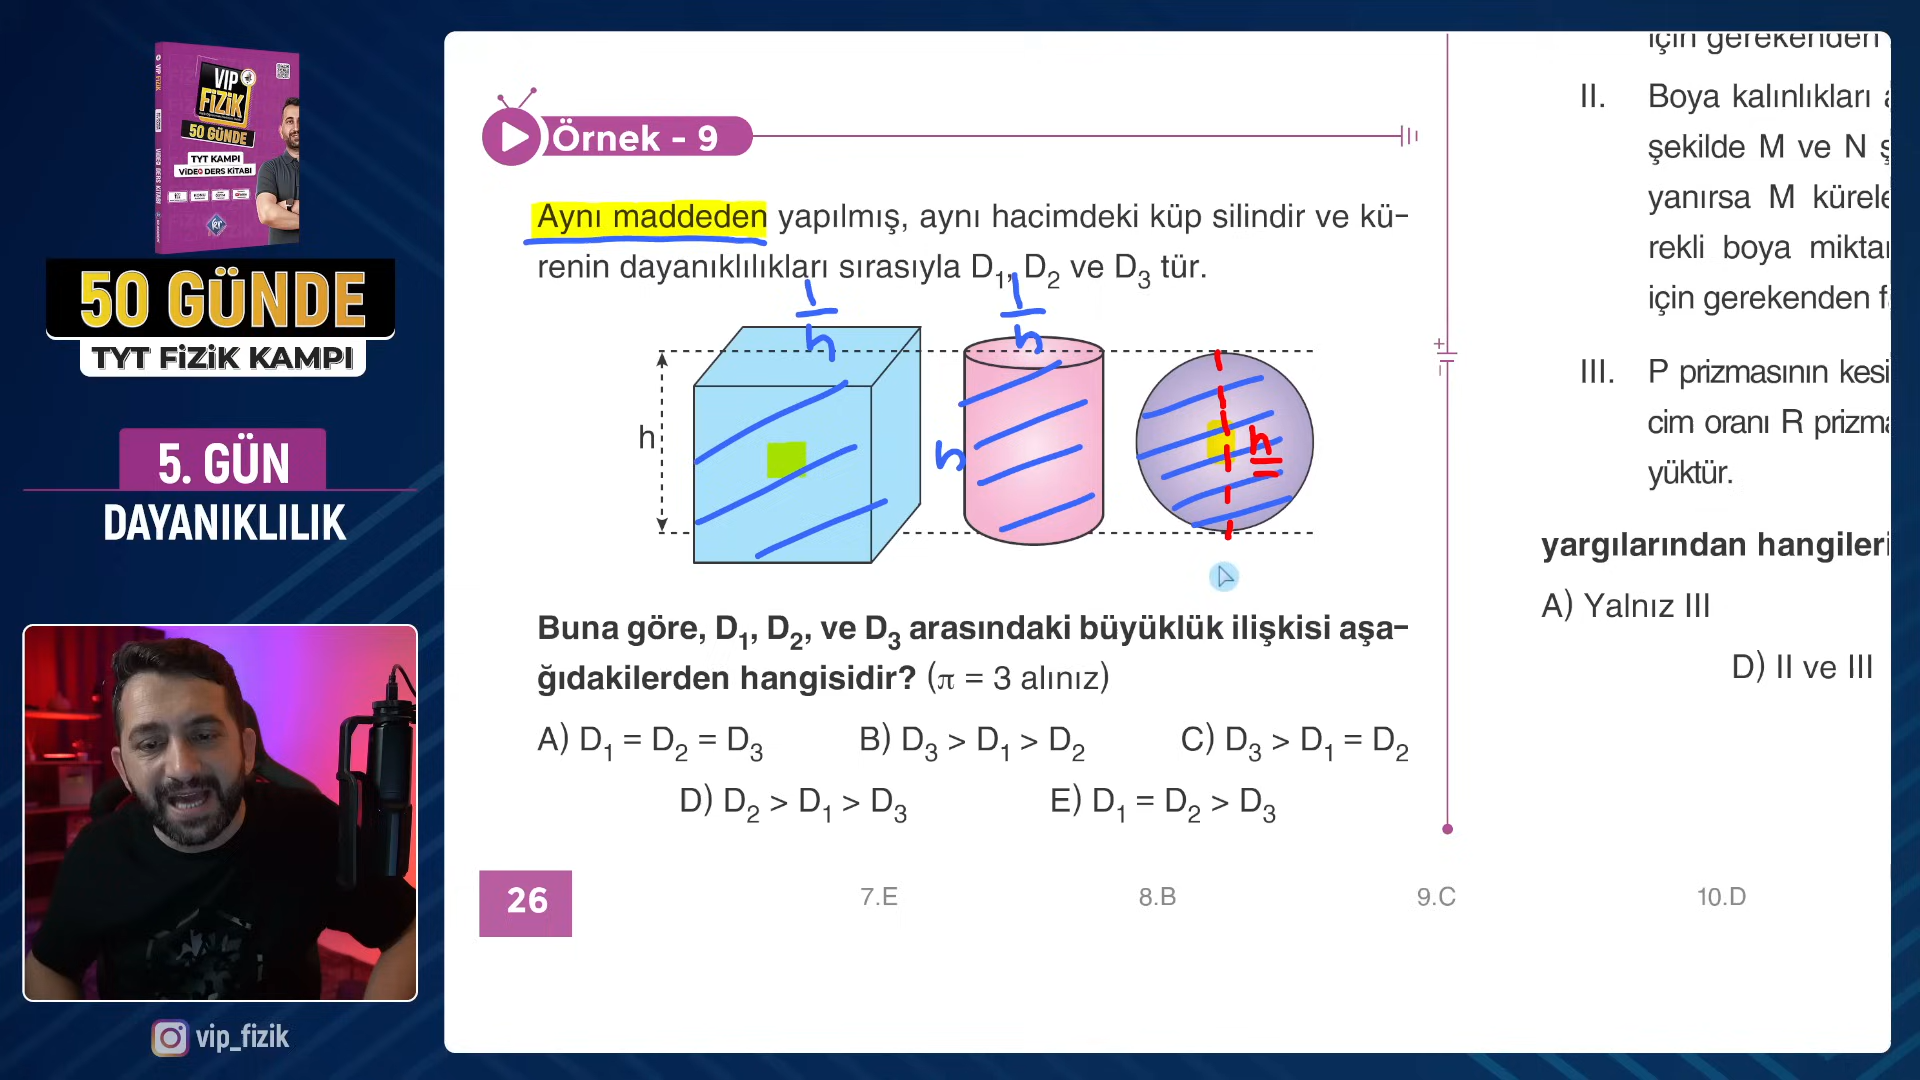 VIP
FİZİK
50 GÜNDE
TYT KAMPI
VİDEO DERS KİTABI
50 GÜNDE
TYT FİZİK KAMPI
5. GÜN
DAYANIKLILIK
vip_fizik
Örnek - 9
Aynı maddeden yapılmış, aynı hacimdeki küp silindir ve kü-
renin dayanıklılıkları sırasıyla D1, D2 ve D3 tür.
1/h
1/h
h
h
h
Buna göre, D1, D2, ve D3 arasındaki büyüklük ilişkisi aşa-
ğıdakilerden hangisidir? (π = 3 alınız)
A) D1 = D2 = D3
B) D3 > D1 > D2
C) D3 > D1 = D2
D) D2 > D1 > D3
E) D1 = D2 > D3
26
7.E
8.B
9.C
10.D
için gerekenden
II. Boya kalınlıkları
şekilde M ve N
yanırsa M
rekli boya
için gerekenden
III. P prizmasının
cim oranı R
yüktür.
yargılarından
A) Yalnız III
D) II ve III